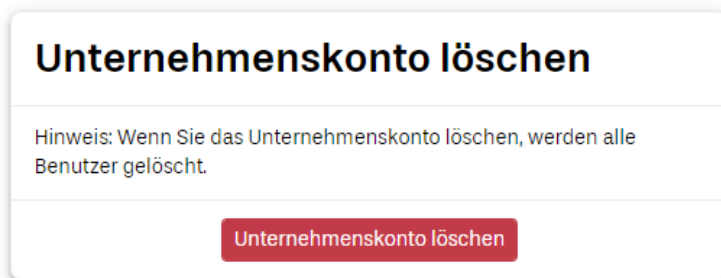 Unternehmenskonto löschen
Hinweis: Wenn Sie das Unternehmenskonto löschen, werden alle
Benutzer gelöscht.
Unternehmenskonto löschen